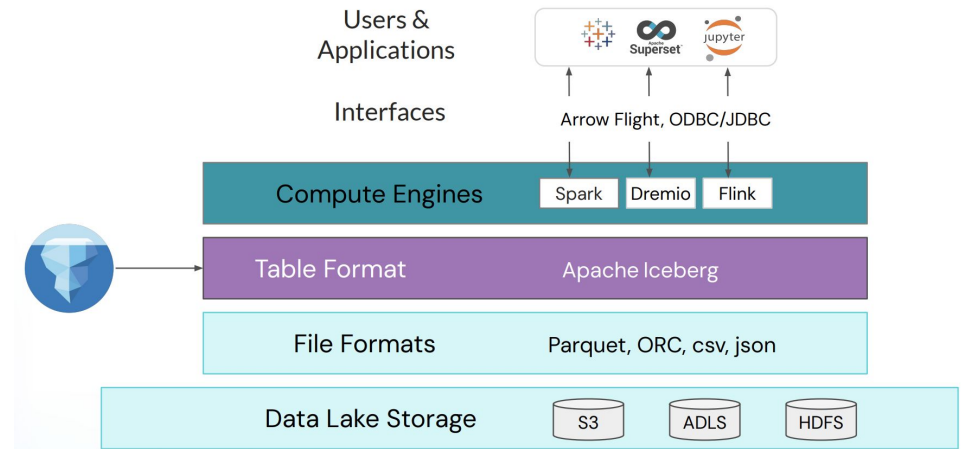 Users &
Applications
Apache
Superset
jupyter
Interfaces
Arrow Flight, ODBC/JDBC
Compute Engines
Spark
Dremio
Flink
Table Format
Apache Iceberg
File Formats
Parquet, ORC, csv, json
Data Lake Storage
S3
ADLS
HDFS